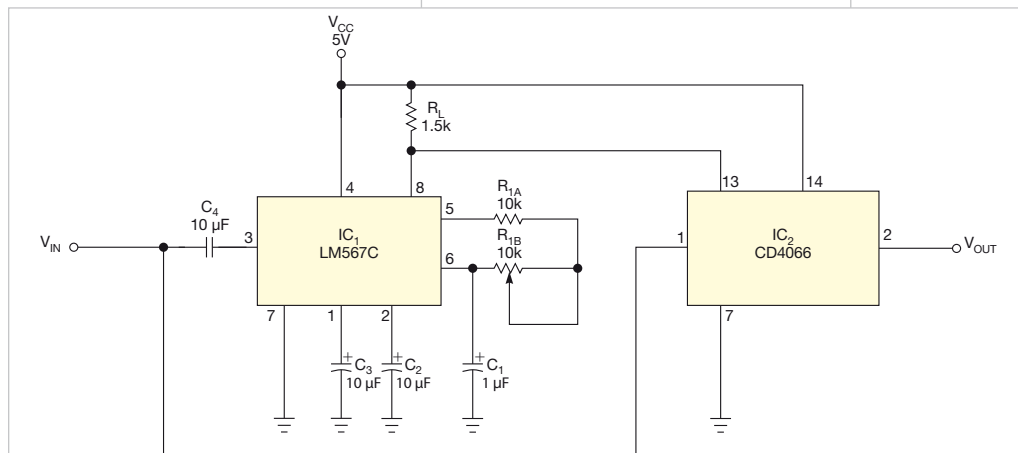 V_CC
5V
R_L
1.5k
4
8
13
14
C_4
10 µF
R_1A
10k
5
V_IN
3
IC_1
LM567C
R_1B
10k
6
1
IC_2
CD4066
2
V_OUT
7
1
2
7
+
C_3
10 µF
+
C_2
10 µF
+
C_1
1 µF